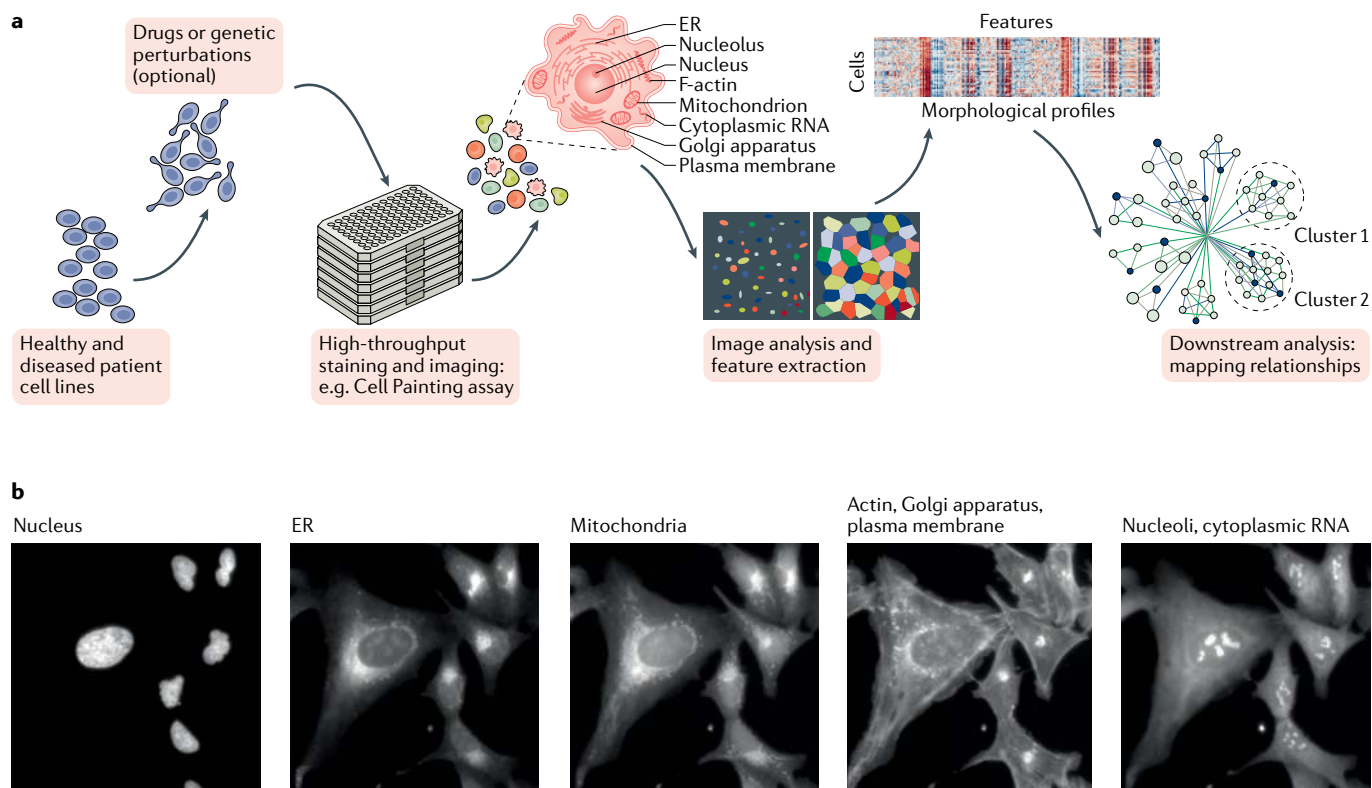 a
Drugs or genetic
perturbations
(optional)
ER
Nucleolus
Nucleus
F-actin
Mitochondrion
Cytoplasmic RNA
Golgi apparatus
Plasma membrane
Features
Cells
Morphological profiles
Cluster 1
Cluster 2
Healthy and
diseased patient
cell lines
High-throughput
staining and imaging:
e.g. Cell Painting assay
Image analysis and
feature extraction
Downstream analysis:
mapping relationships
b
Nucleus
ER
Mitochondria
Actin, Golgi apparatus,
plasma membrane
Nucleoli, cytoplasmic RNA